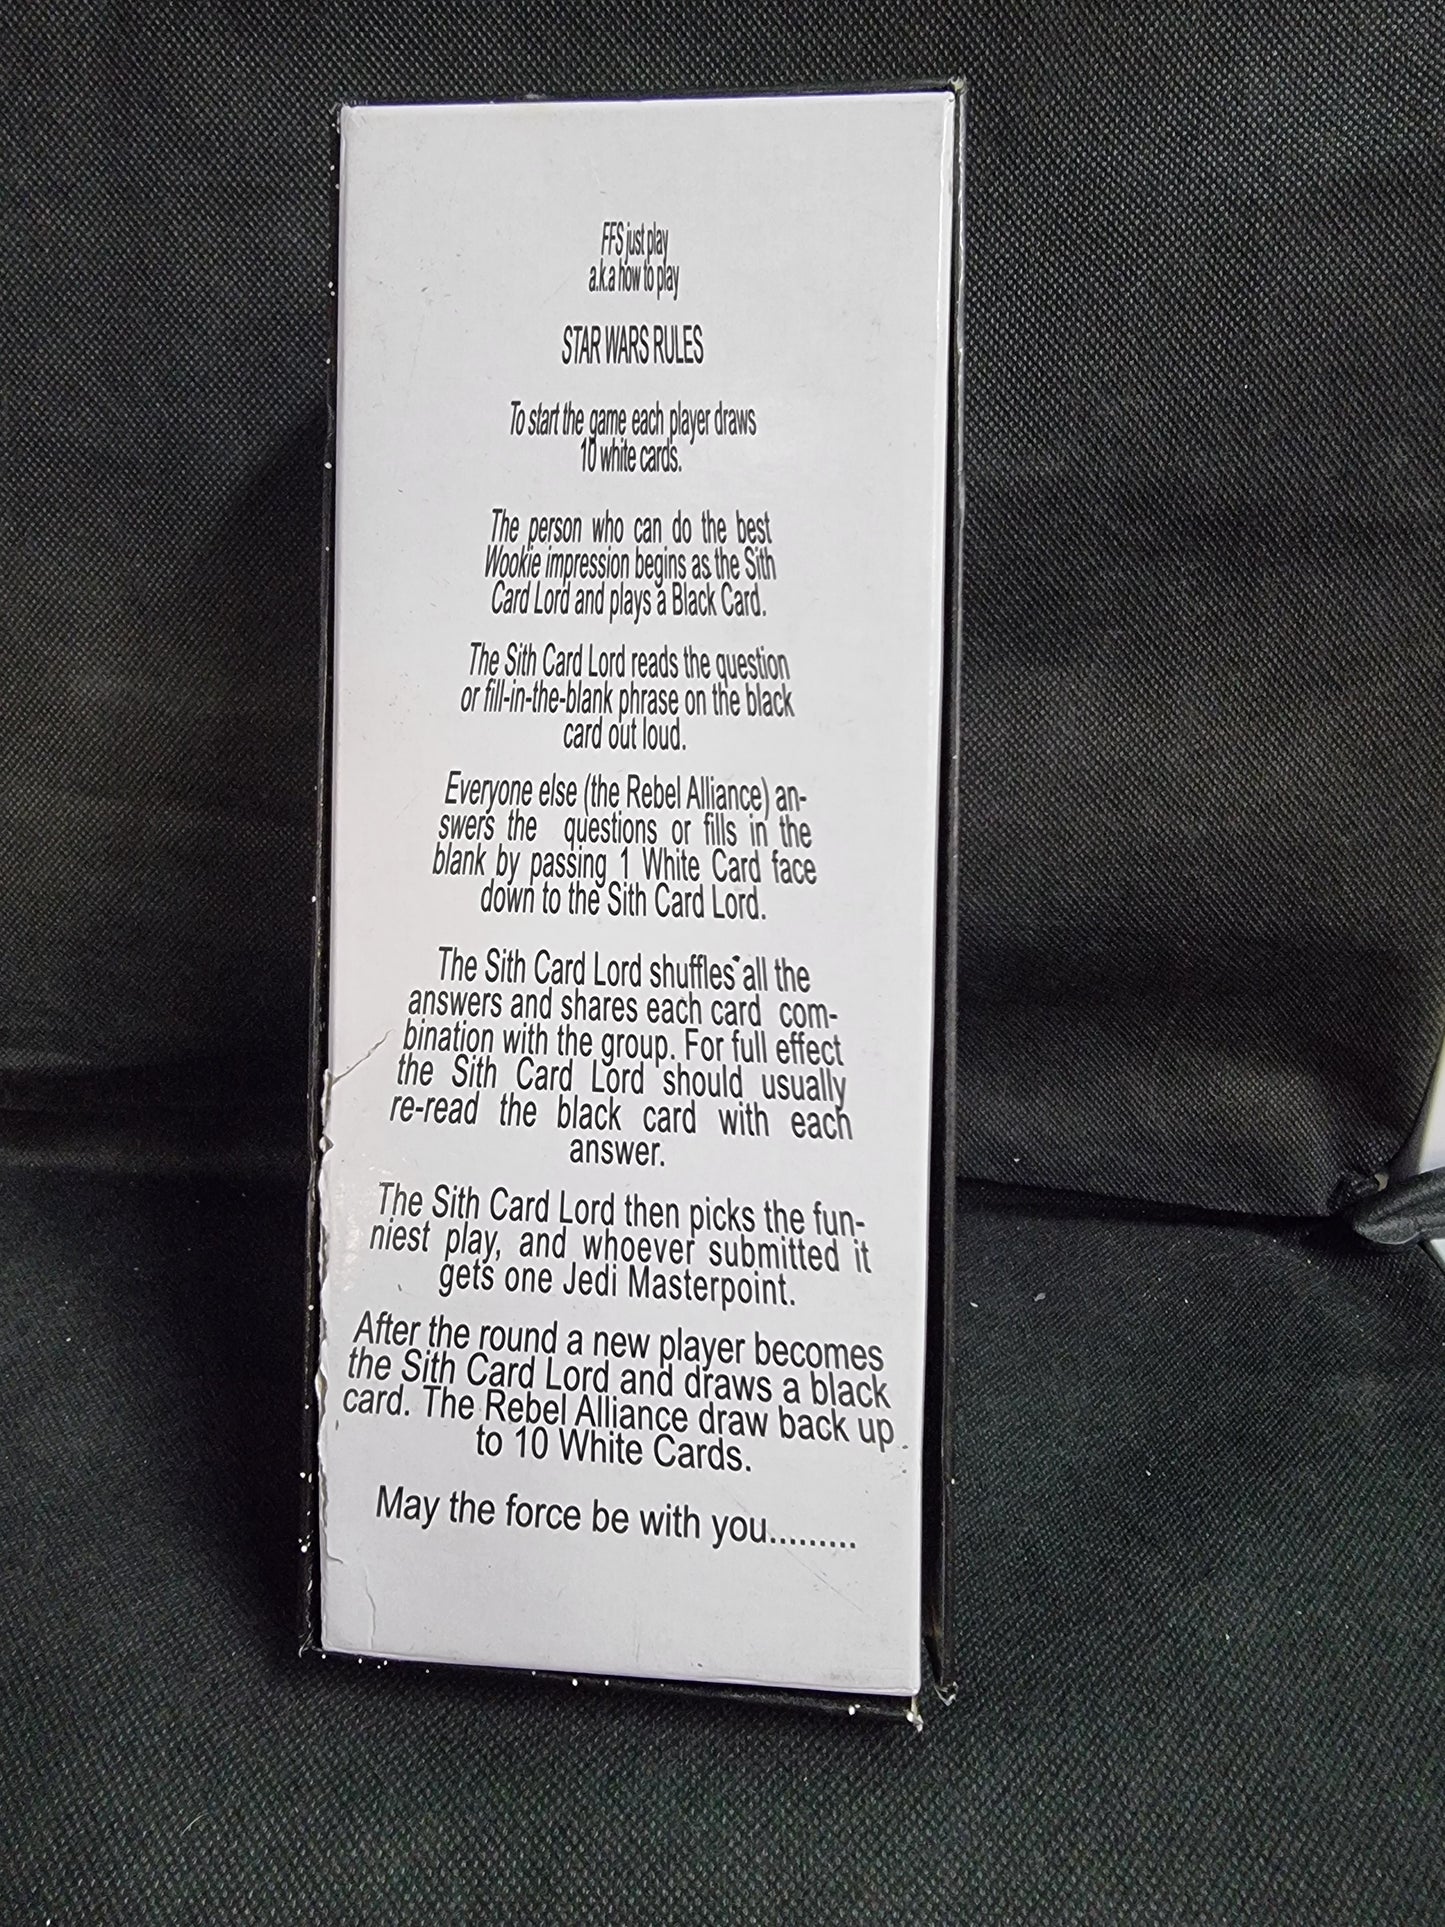 FFS just play
a.k.a how to play
STAR WARS RULES
To start the game each player draws
10 white cards.
The person who can do the best
Wookie impression begins as the Sith
Card Lord and plays a Black Card.
The Sith Card Lord reads the question
or fill-in-the-blank phrase on the black
card out loud.
Everyone else (the Rebel Alliance) an-
swers the questions or fills in the
blank by passing 1 White Card face
down to the Sith Card Lord.
The Sith Card Lord shuffles all the
answers and shares each card com-
bination with the group. For full effect
the Sith Card Lord should usually
re-read the black card with each
answer.
The Sith Card Lord then picks the fun-
niest play, and whoever submitted it
gets one Jedi Masterpoint.
After the round a new player becomes
the Sith Card Lord and draws a black
card. The Rebel Alliance draw back up
to 10 White Cards.
May the force be with you.........